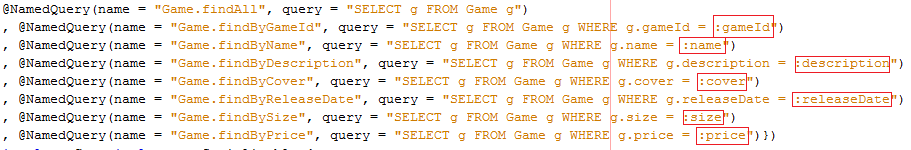 @NamedQuery(name = "Game.findAll", query = "SELECT g FROM Game g")
, @NamedQuery(name = "Game.findByGameId", query = "SELECT g FROM Game g WHERE g.gameId = :gameId")
, @NamedQuery(name = "Game.findByName", query = "SELECT g FROM Game g WHERE g.name = :name")
, @NamedQuery(name = "Game.findByDescription", query = "SELECT g FROM Game g WHERE g.description = :description")
, @NamedQuery(name = "Game.findByCover", query = "SELECT g FROM Game g WHERE g.cover = :cover")
, @NamedQuery(name = "Game.findByReleaseDate", query = "SELECT g FROM Game g WHERE g.releaseDate = :releaseDate")
, @NamedQuery(name = "Game.findBySize", query = "SELECT g FROM Game g WHERE g.size = :size")
, @NamedQuery(name = "Game.findByPrice", query = "SELECT g FROM Game g WHERE g.price = :price")})